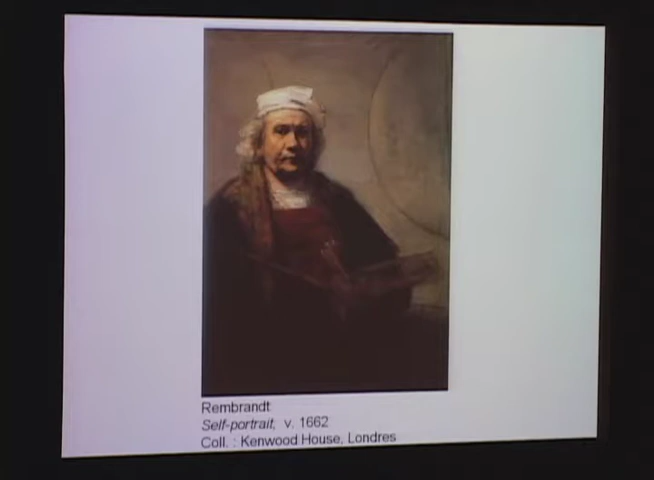 Rembrandt
Self-portrait, v. 1662
Coll. : Kenwood House, Londres